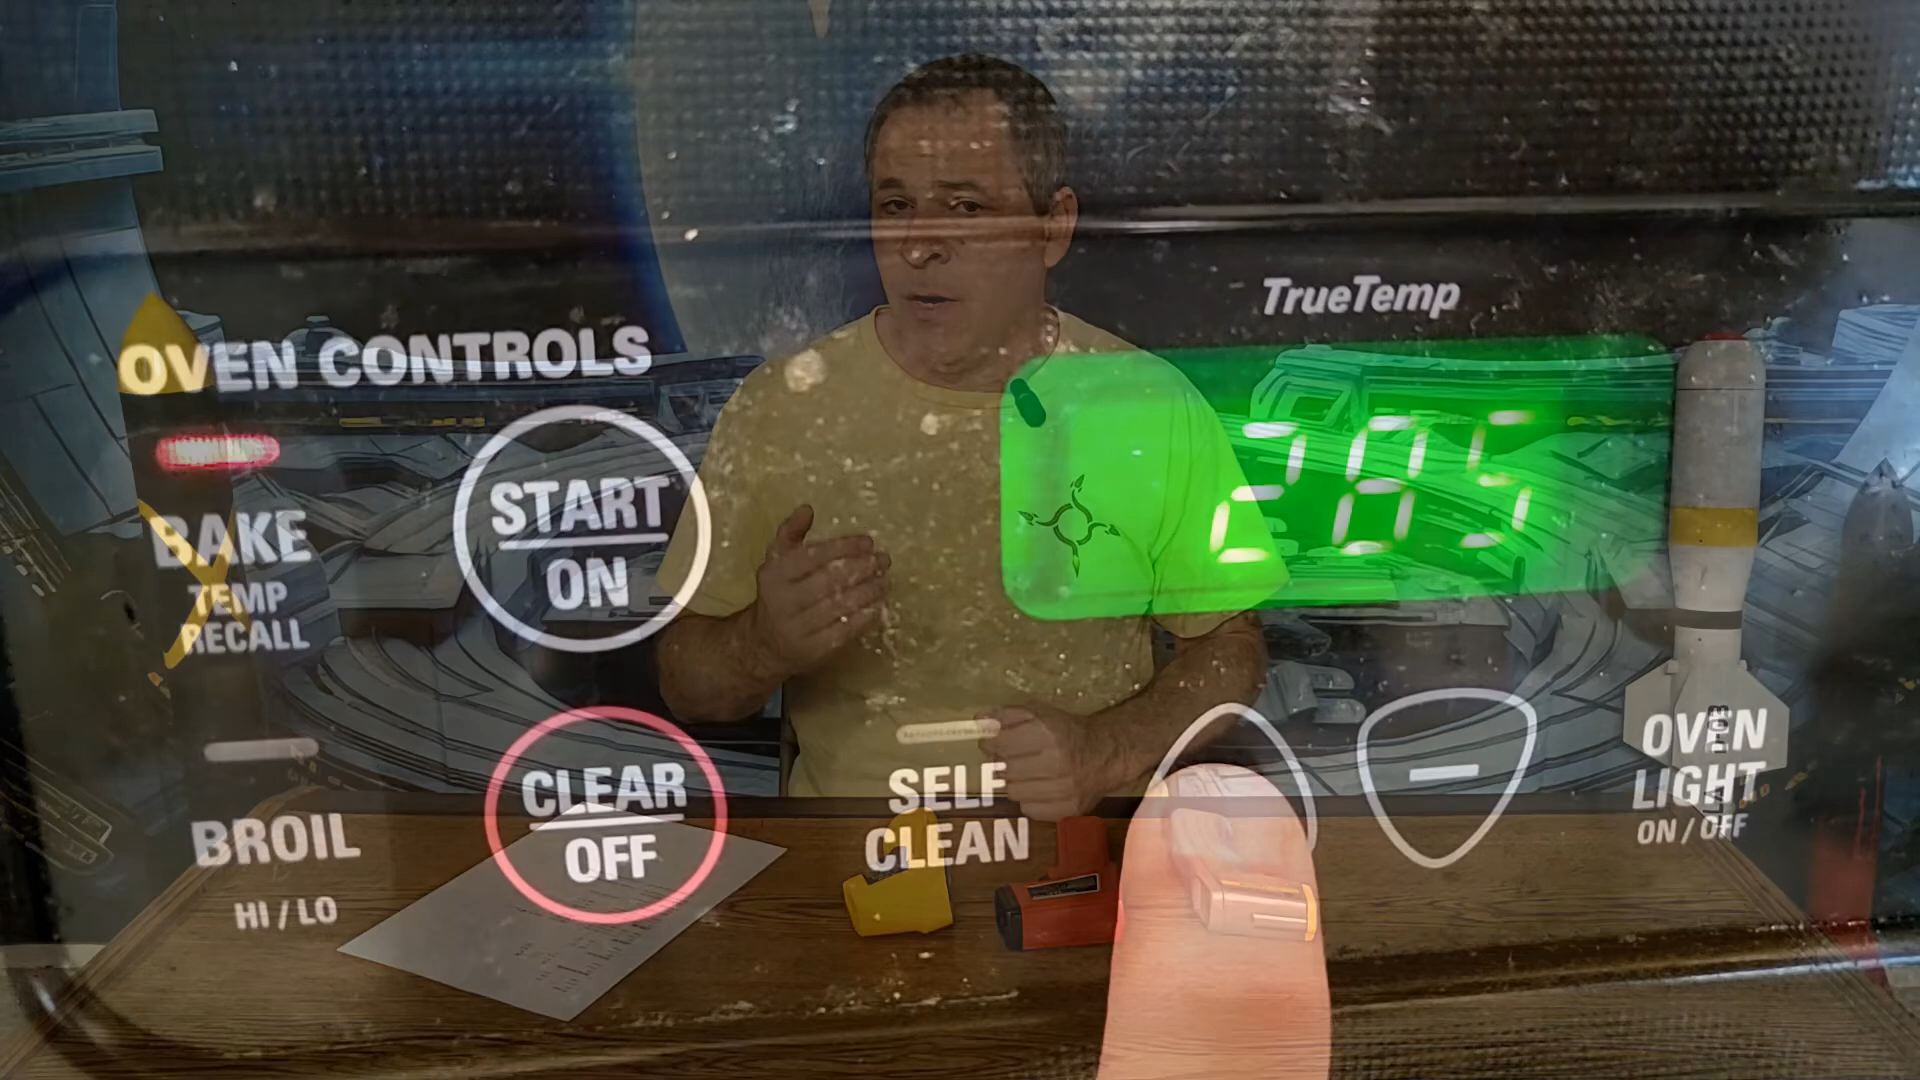 TrueTemp
OVEN CONTROLS
285
START
ON
BAKE
TEMP
RECALL
CLEAR
OFF
SELF
CLEAN
–
OVEN
LIGHT
ON / OFF
BROIL
HI / LO